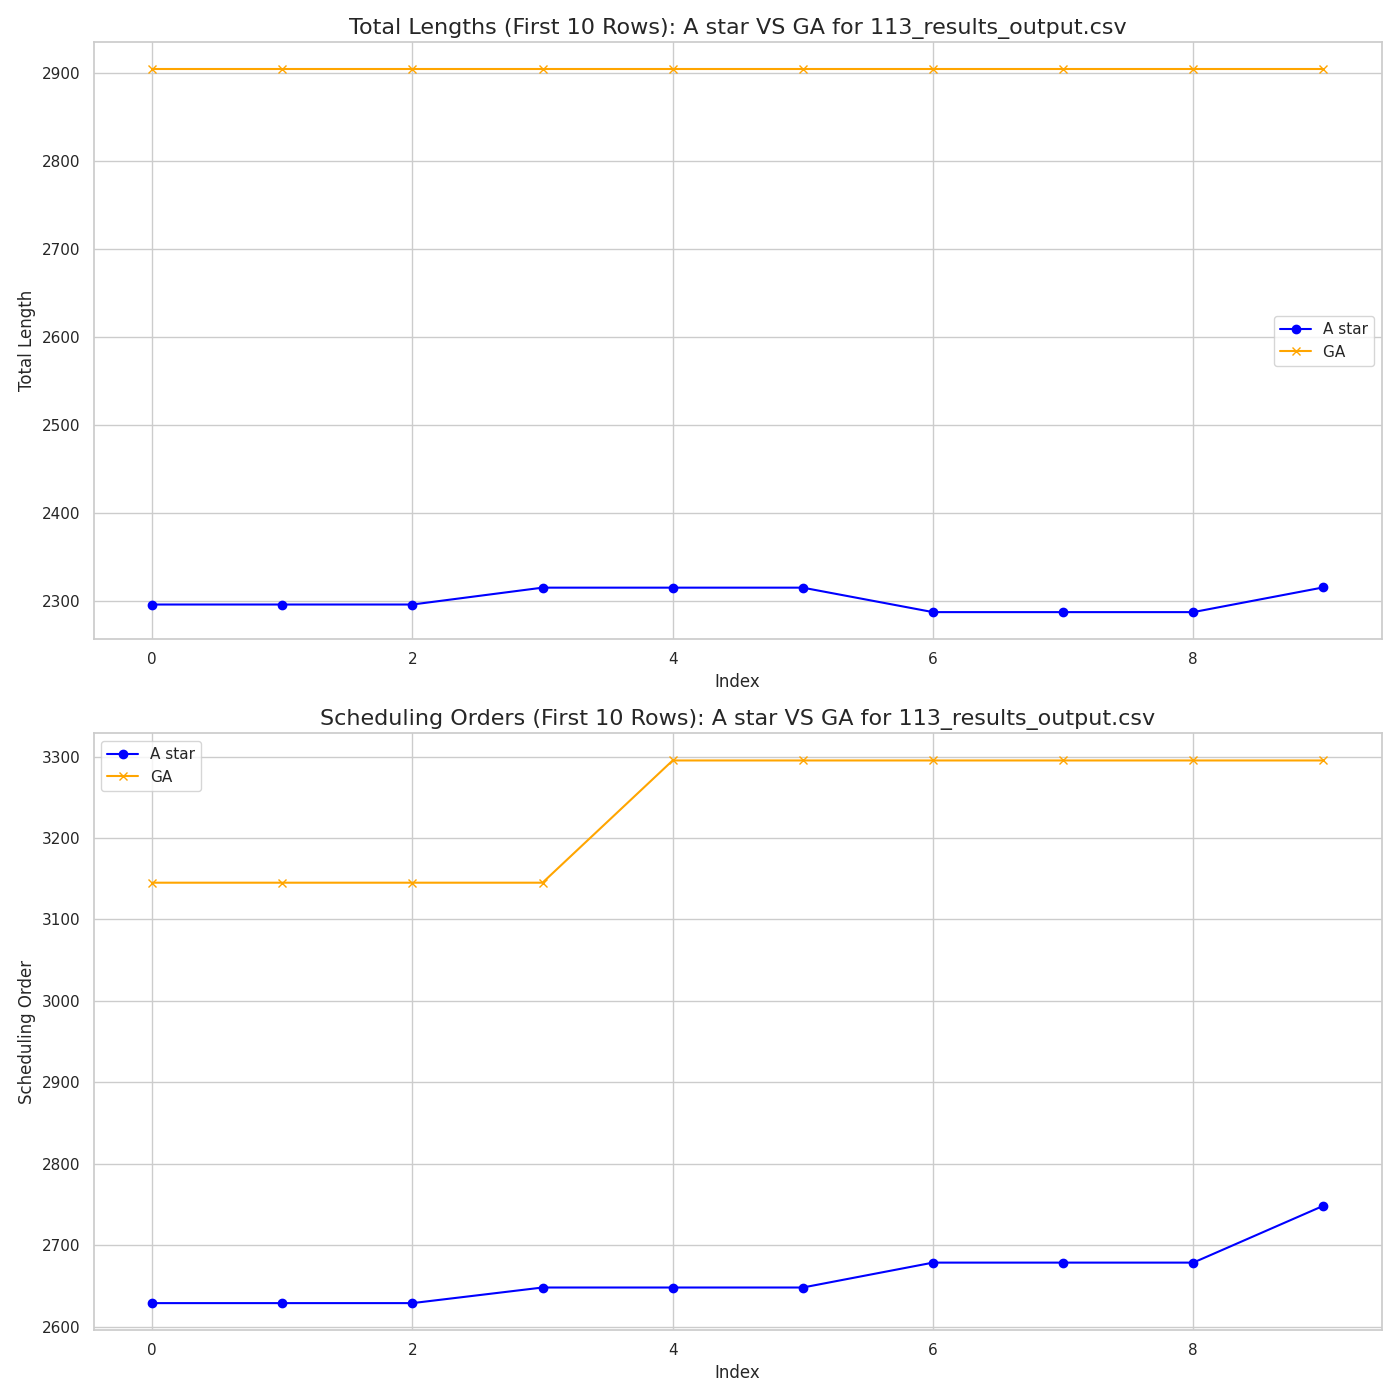 Total Lengths (First 10 Rows): A star VS GA for 113_results_output.csv
2900
2800
2700
2600
2500
2400
2300
Total Length
A star
GA
0 2 4 6 8
Index
Scheduling Orders (First 10 Rows): A star VS GA for 113_results_output.csv
A star
GA
3300
3200
3100
3000
2900
2800
2700
2600
Scheduling Order
0 2 4 6 8
Index